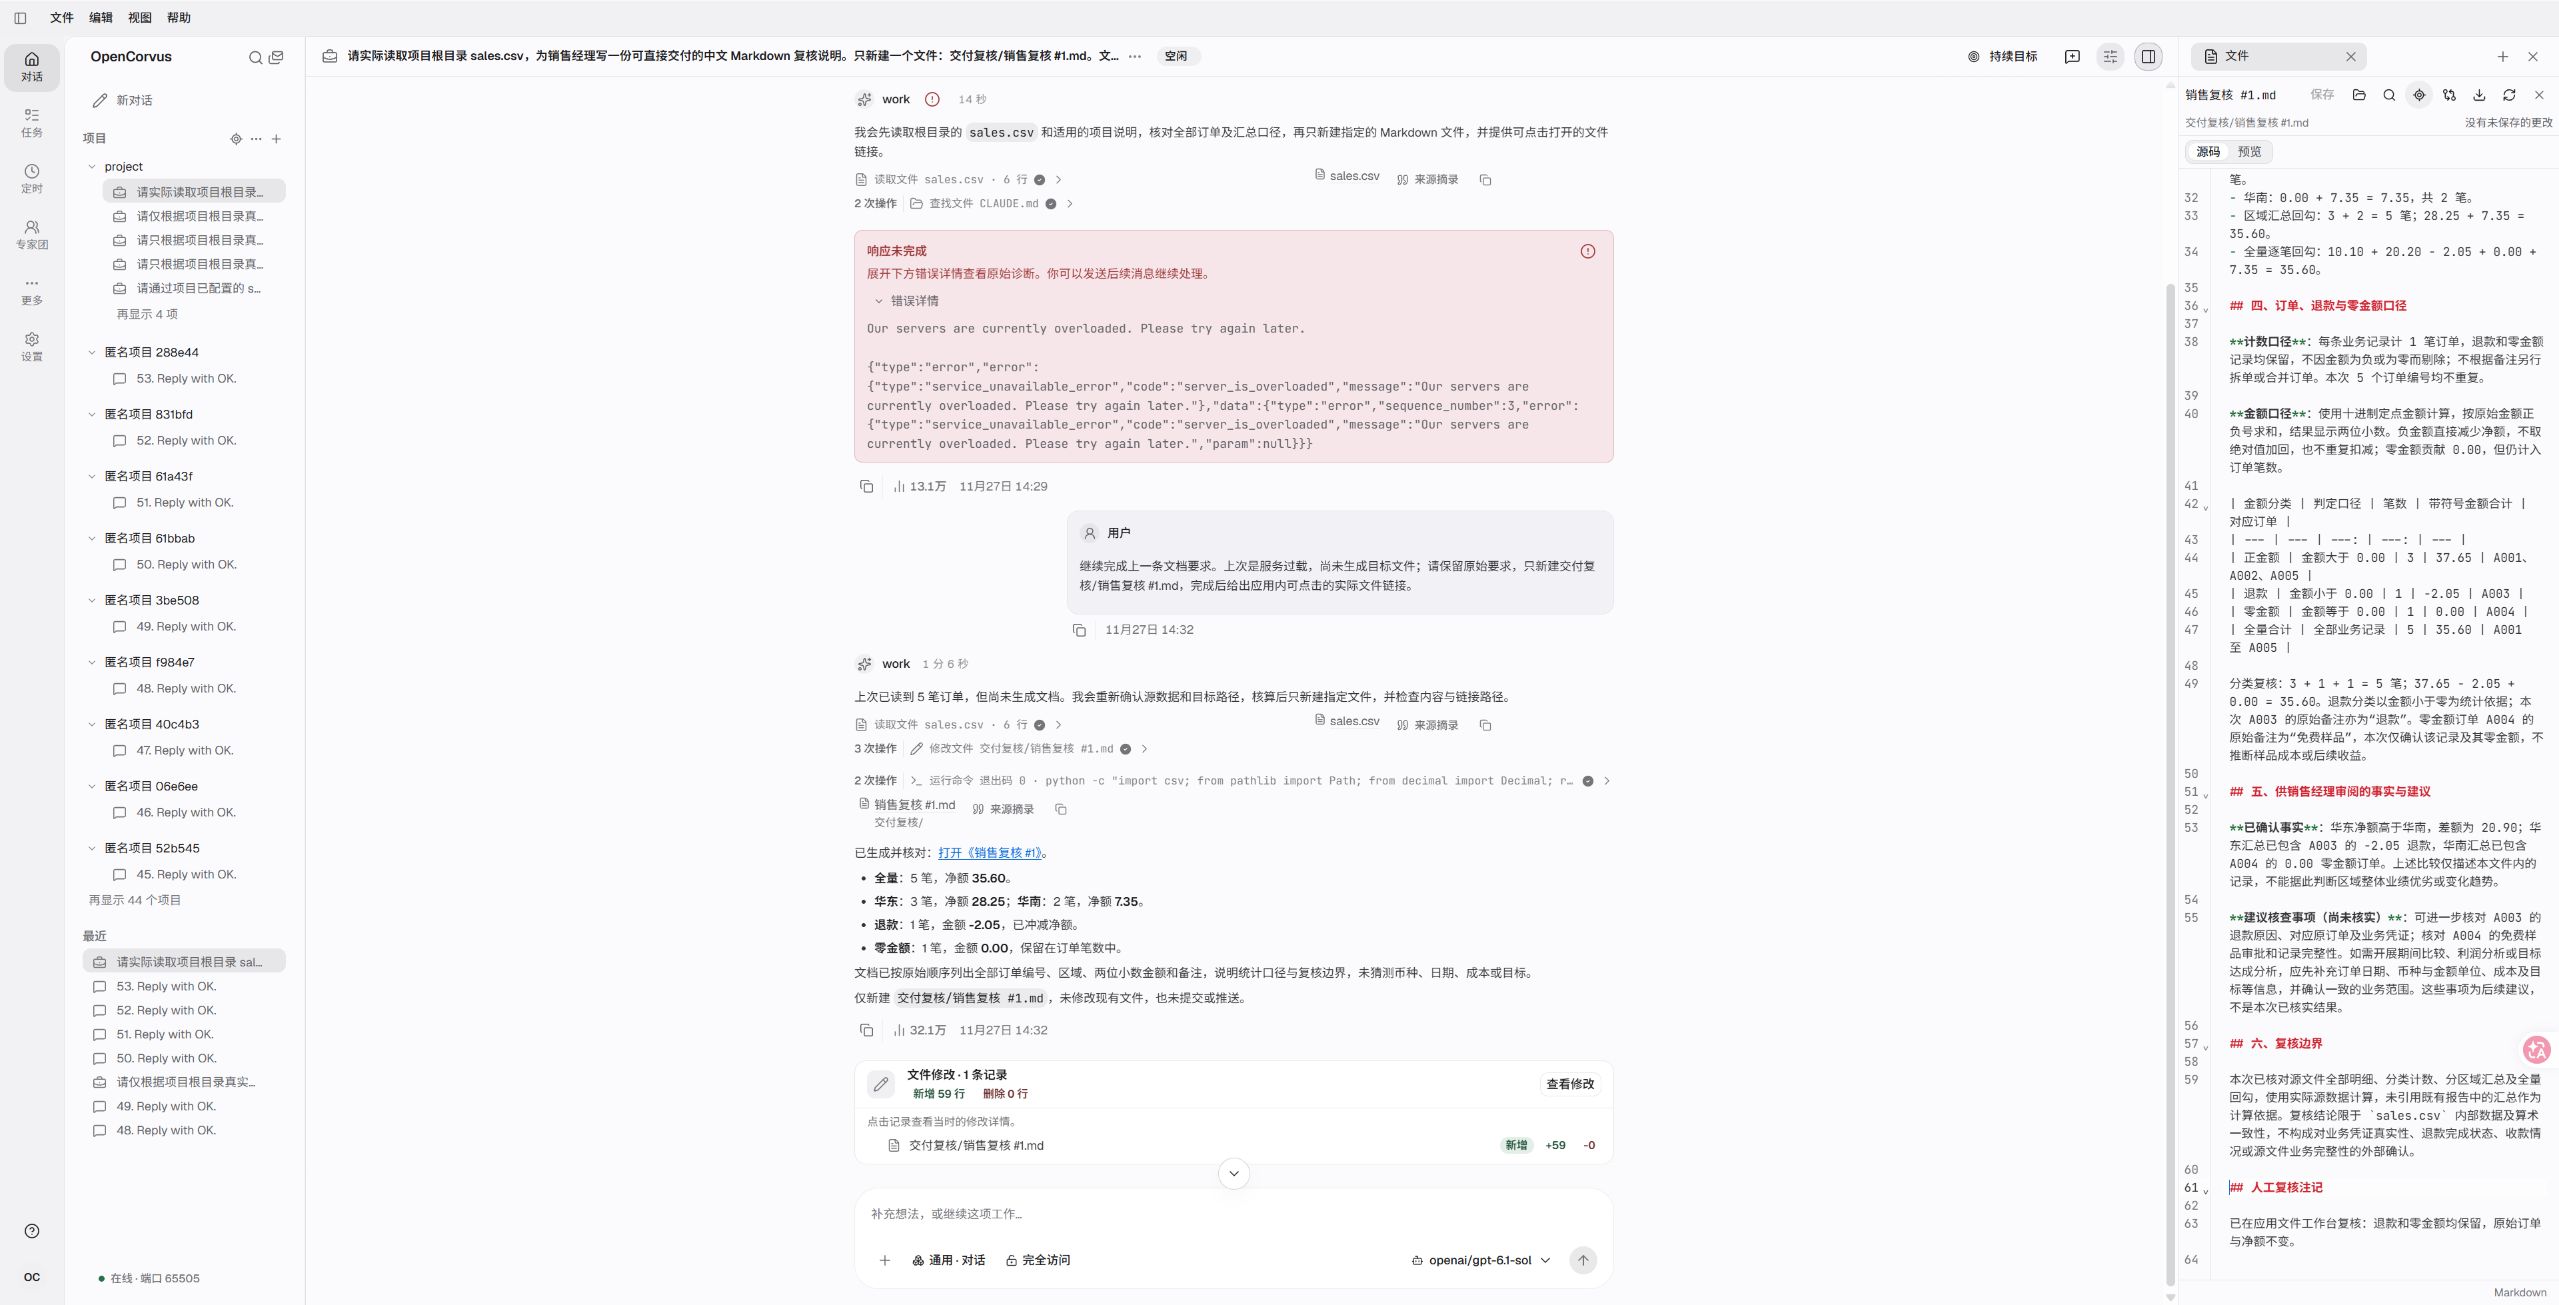 文件 编辑 视图 帮助
对话
任务
定时
专家团
更多
设置
OC
OpenCorvus
新对话
项目
project
请实际读取项目根目录...
请仅根据项目根目录真...
请只根据项目根目录真...
请只根据项目根目录真...
请通过项目已配置的 s...
再显示 4 项
匿名项目 288e44
53. Reply with OK.
匿名项目 831bfd
52. Reply with OK.
匿名项目 61a43f
51. Reply with OK.
匿名项目 61bbab
50. Reply with OK.
匿名项目 3be508
49. Reply with OK.
匿名项目 f984e7
48. Reply with OK.
匿名项目 40c4b3
47. Reply with OK.
匿名项目 06e6ee
46. Reply with OK.
匿名项目 52b545
45. Reply with OK.
再显示 44 个项目
最近
请实际读取项目根目录 sal...
53. Reply with OK.
52. Reply with OK.
51. Reply with OK.
50. Reply with OK.
请仅根据项目根目录真实...
49. Reply with OK.
48. Reply with OK.
在线 · 端口 65505
请实际读取项目根目录 sales.csv，为销售经理写一份可直接交付的中文 Markdown 复核说明。只新建一个文件：交付复核/销售复核 #1.md。文... ··· 空闲
持续目标
work 14 秒
我会先读取根目录的 sales.csv 和适用的项目说明，核对全部订单及汇总口径，再只新建指定的 Markdown 文件，并提供可点击打开的文件
链接。
读取文件 sales.csv · 6 行 sales.csv 来源摘录
2 次操作 查找文件 CLAUDE.md
响应未完成
展开下方错误详情查看原始诊断。你可以发送后续消息继续处理。
错误详情
Our servers are currently overloaded. Please try again later.
{"type":"error","error":
{"type":"service_unavailable_error","code":"server_is_overloaded","message":"Our servers are
currently overloaded. Please try again later."},"data":{"type":"error","sequence_number":3,"error":
{"type":"service_unavailable_error","code":"server_is_overloaded","message":"Our servers are
currently overloaded. Please try again later.","param":null}}}
13.1万 11月27日 14:29
用户
继续完成上一条文档要求。上次是服务过载，尚未生成目标文件；请保留原始要求，只新建交付复
核/销售复核 #1.md，完成后给出应用内可点击的实际文件链接。
11月27日 14:32
work 1 分 6 秒
上次已读到 5 笔订单，但尚未生成文档。我会重新确认源数据和目标路径，核算后只新建指定文件，并检查内容与链接路径。
读取文件 sales.csv · 6 行 sales.csv 来源摘录
3 次操作 修改文件 交付复核/销售复核 #1.md
2 次操作 运行命令 退出码 0 · python -c "import csv; from pathlib import Path; from decimal import Decimal; r…
销售复核 #1.md 来源摘录
交付复核/
已生成并核对：打开《销售复核 #1》。
• 全量：5 笔，净额 35.60。
• 华东：3 笔，净额 28.25；华南：2 笔，净额 7.35。
• 退款：1 笔，金额 -2.05，已冲减净额。
• 零金额：1 笔，金额 0.00，保留在订单笔数中。
文档已按原始顺序列出全部订单编号、区域、两位小数金额和备注，说明统计口径与复核边界，未猜测币种、日期、成本或目标。
仅新建 交付复核/销售复核 #1.md，未修改现有文件，也未提交或推送。
32.1万 11月27日 14:32
文件修改 · 1 条记录
新增 59 行 删除 0 行
查看修改
点击记录查看当时的修改详情。
交付复核/销售复核 #1.md 新增 +59 -0
补充想法，或继续这项工作...
通用 · 对话 完全访问 openai/gpt-6.1-sol
文件
销售复核 #1.md 保存
交付复核/销售复核 #1.md 没有未保存的更改
源码 预览
笔。
32 - 华南：0.00 + 7.35 = 7.35，共 2 笔。
33 - 区域汇总回勾：3 + 2 = 5 笔；28.25 + 7.35 =
35.60。
34 - 全量逐笔回勾：10.10 + 20.20 - 2.05 + 0.00 +
7.35 = 35.60。
35
36 ## 四、订单、退款与零金额口径
37
38 **计数口径**：每条业务记录计 1 笔订单，退款和零金额
记录均保留，不因金额为负或为零而剔除；不根据备注另行
拆单或合并订单。本次 5 个订单编号均不重复。
39
40 **金额口径**：使用十进制定点金额计算，按原始金额正
负号求和，结果显示两位小数。负金额直接减少净额，不取
绝对值加回，也不重复扣减；零金额贡献 0.00，但仍计入
订单笔数。
41
42 | 金额分类 | 判定口径 | 笔数 | 带符号金额合计 |
对应订单 |
43 | --- | --- | ---: | ---: | --- |
44 | 正金额 | 金额大于 0.00 | 3 | 37.65 | A001、
A002、A005 |
45 | 退款 | 金额小于 0.00 | 1 | -2.05 | A003 |
46 | 零金额 | 金额等于 0.00 | 1 | 0.00 | A004 |
47 | 全量合计 | 全部业务记录 | 5 | 35.60 | A001
至 A005 |
48
49 分类复核：3 + 1 + 1 = 5 笔；37.65 - 2.05 +
0.00 = 35.60。退款分类以金额小于零为统计依据；本
次 A003 的原始备注亦为“退款”。零金额订单 A004 的
原始备注为“免费样品”，本次仅确认该记录及其零金额，不
推断样品成本或后续收益。
50
51 ## 五、供销售经理审阅的事实与建议
52
53 **已确认事实**：华东净额高于华南，差额为 20.90；华
东汇总已包含 A003 的 -2.05 退款，华南汇总已包含
A004 的 0.00 零金额订单。上述比较仅描述本文件内的
记录，不能据此判断区域整体业绩优劣或变化趋势。
54
55 **建议核查事项（尚未核实）**：可进一步核对 A003 的
退款原因、对应原订单及业务凭证；核对 A004 的免费样
品审批和记录完整性。如需开展期间比较、利润分析或目标
达成分析，应先补充订单日期、币种与金额单位、成本及目
标等信息，并确认一致的业务范围。这些事项为后续建议，
不是本次已核实结果。
56
57 ## 六、复核边界
58
59 本次已核对源文件全部明细、分类计数、分区域汇总及全量
回勾，使用实际源数据计算，未引用既有报告中的汇总作为
计算依据。复核结论限于 `sales.csv` 内部数据及算术
一致性，不构成对业务凭证真实性、退款完成状态、收款情
况或源文件业务完整性的外部确认。
60
61 ## 人工复核注记
62
63 已在应用文件工作台复核：退款和零金额均保留，原始订单
与净额不变。
64
Markdown